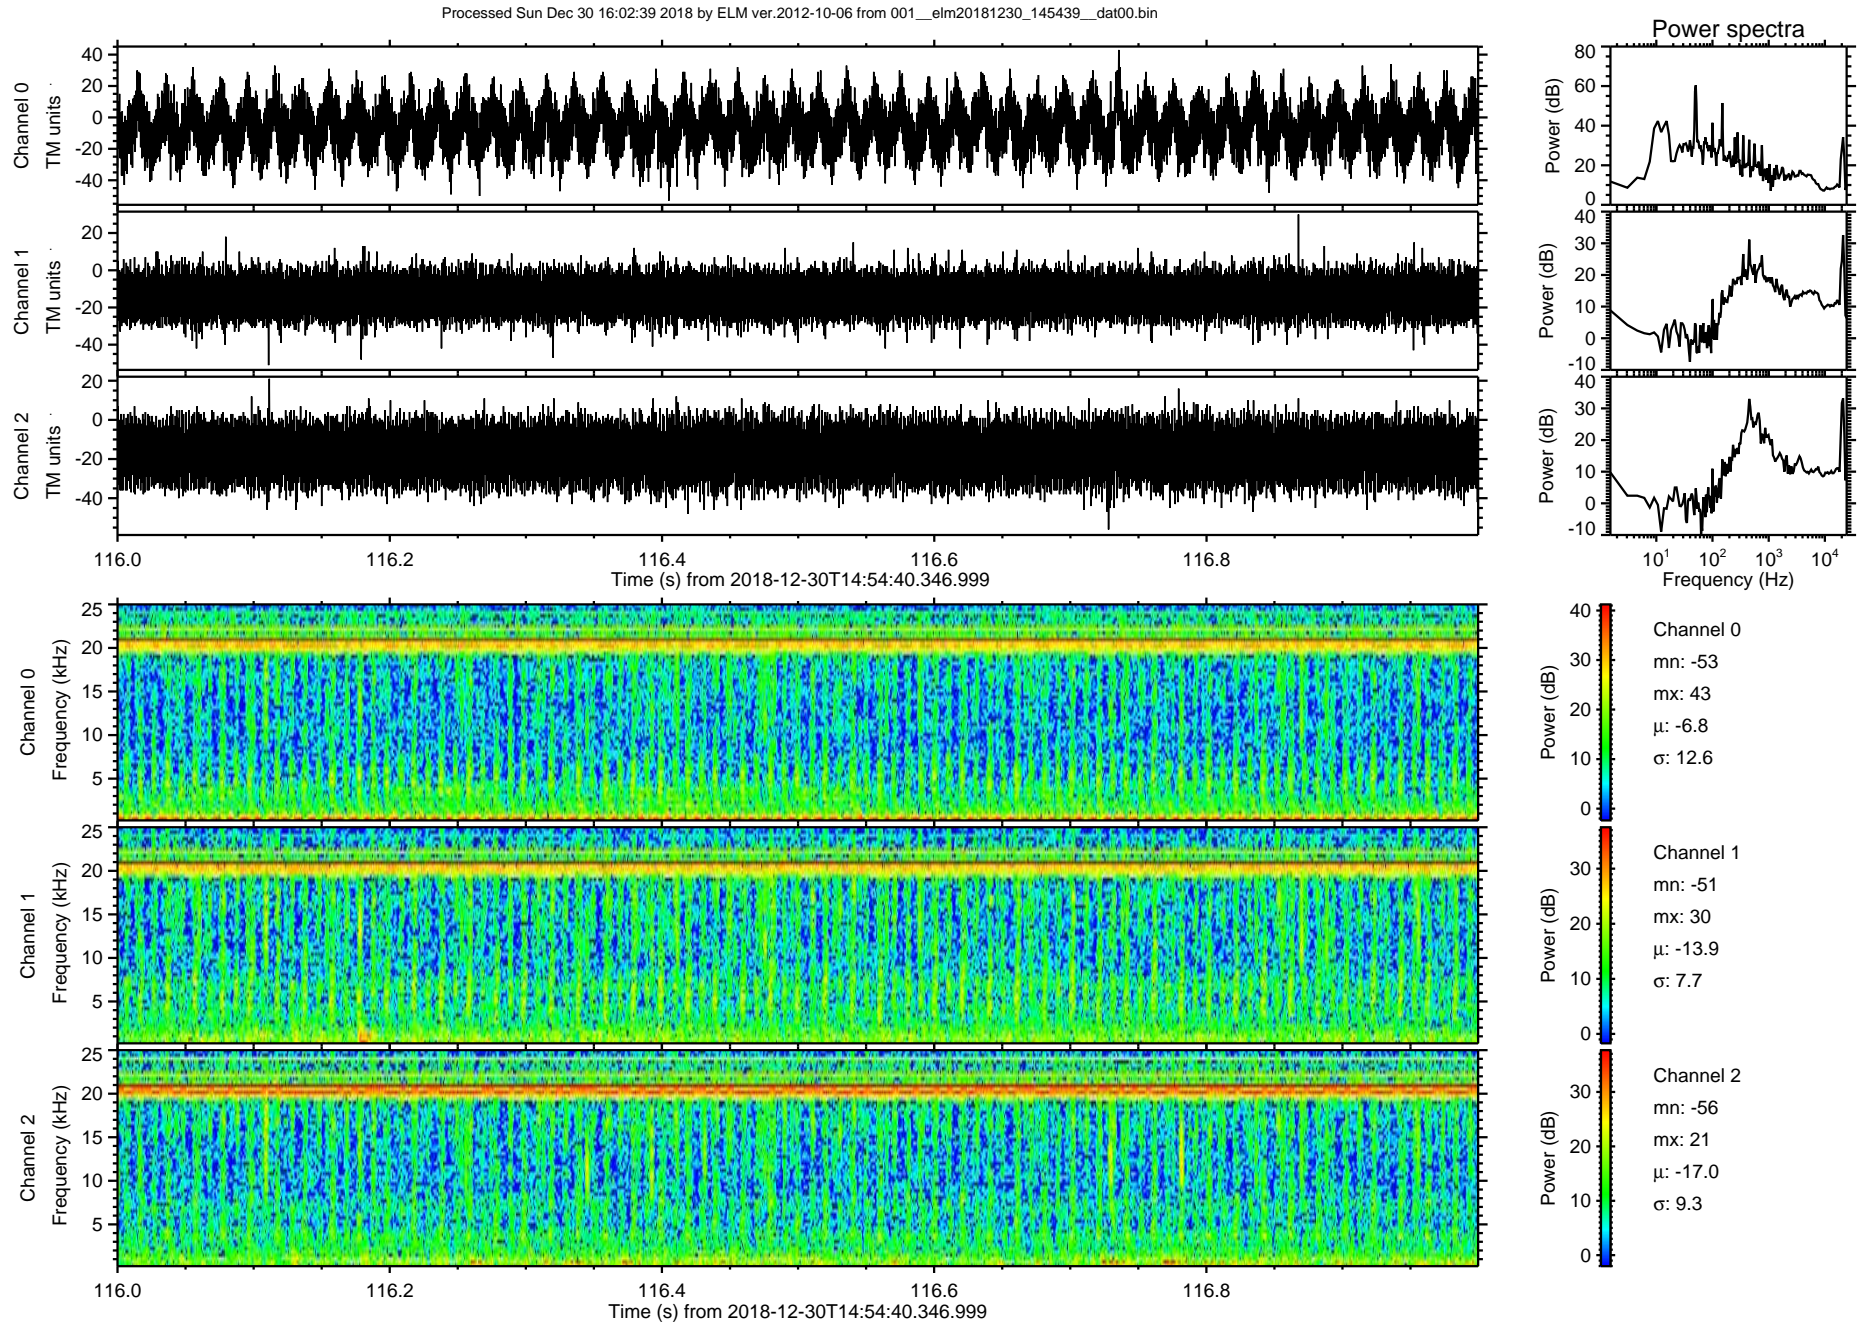 Processed Sun Dec 30 16:02:39 2018 by ELM ver.2012-10-06 from 001__elm20181230_145439__dat00.bin
Power spectra
Channel 0
TM units
40
20
0
-20
-40
Power (dB)
80
60
40
20
0
Channel 1
TM units
20
0
-20
-40
Power (dB)
40
30
20
10
0
-10
Channel 2
TM units
20
0
-20
-40
Power (dB)
40
30
20
10
0
-10
116.0 116.2 116.4 116.6 116.8
Time (s) from 2018-12-30T14:54:40.346.999
10¹ 10² 10³ 10⁴
Frequency (Hz)
Channel 0
Frequency (kHz)
25
20
15
10
5
Power (dB)
40
30
20
10
0
Channel 0
mn: -53
mx: 43
μ: -6.8
σ: 12.6
Channel 1
Frequency (kHz)
25
20
15
10
5
Power (dB)
30
20
10
0
Channel 1
mn: -51
mx: 30
μ: -13.9
σ: 7.7
Channel 2
Frequency (kHz)
25
20
15
10
5
Power (dB)
30
20
10
0
Channel 2
mn: -56
mx: 21
μ: -17.0
σ: 9.3
116.0 116.2 116.4 116.6 116.8
Time (s) from 2018-12-30T14:54:40.346.999